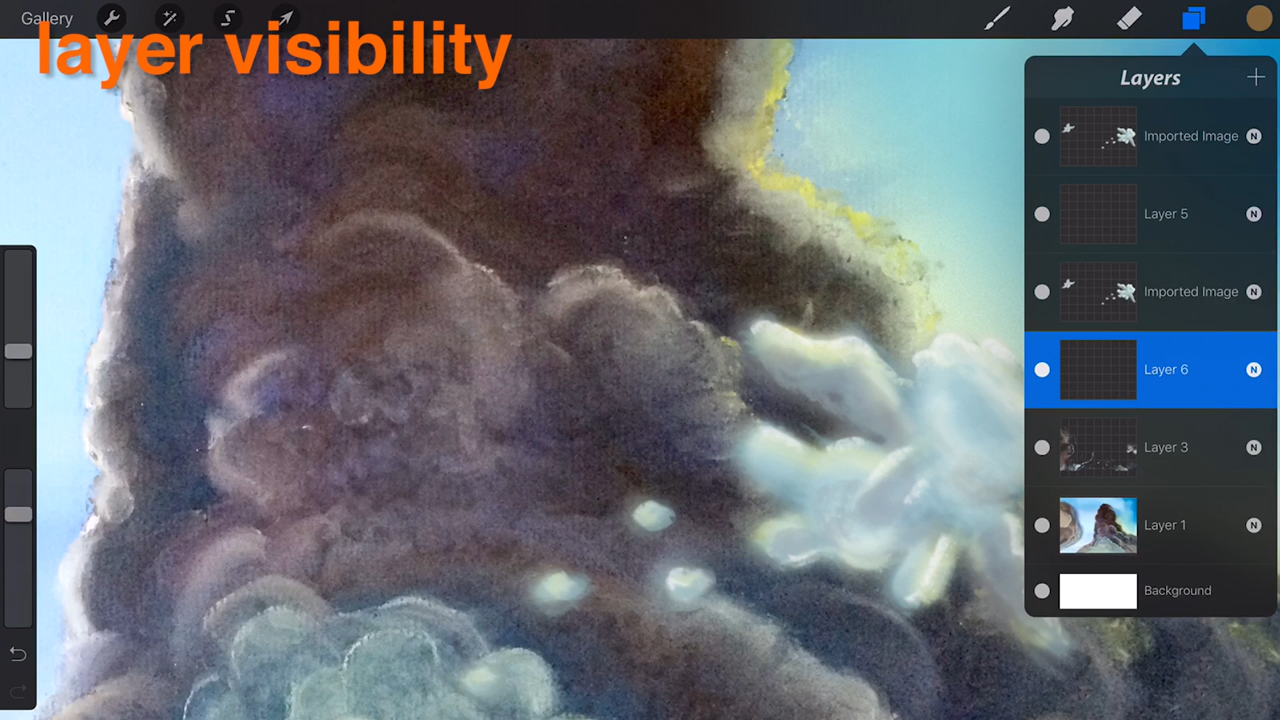 Gallery
layer visibility
Layers
Imported Image N
Layer 5 N
Imported Image N
Layer 6 N
Layer 3 N
Layer 1 N
Background